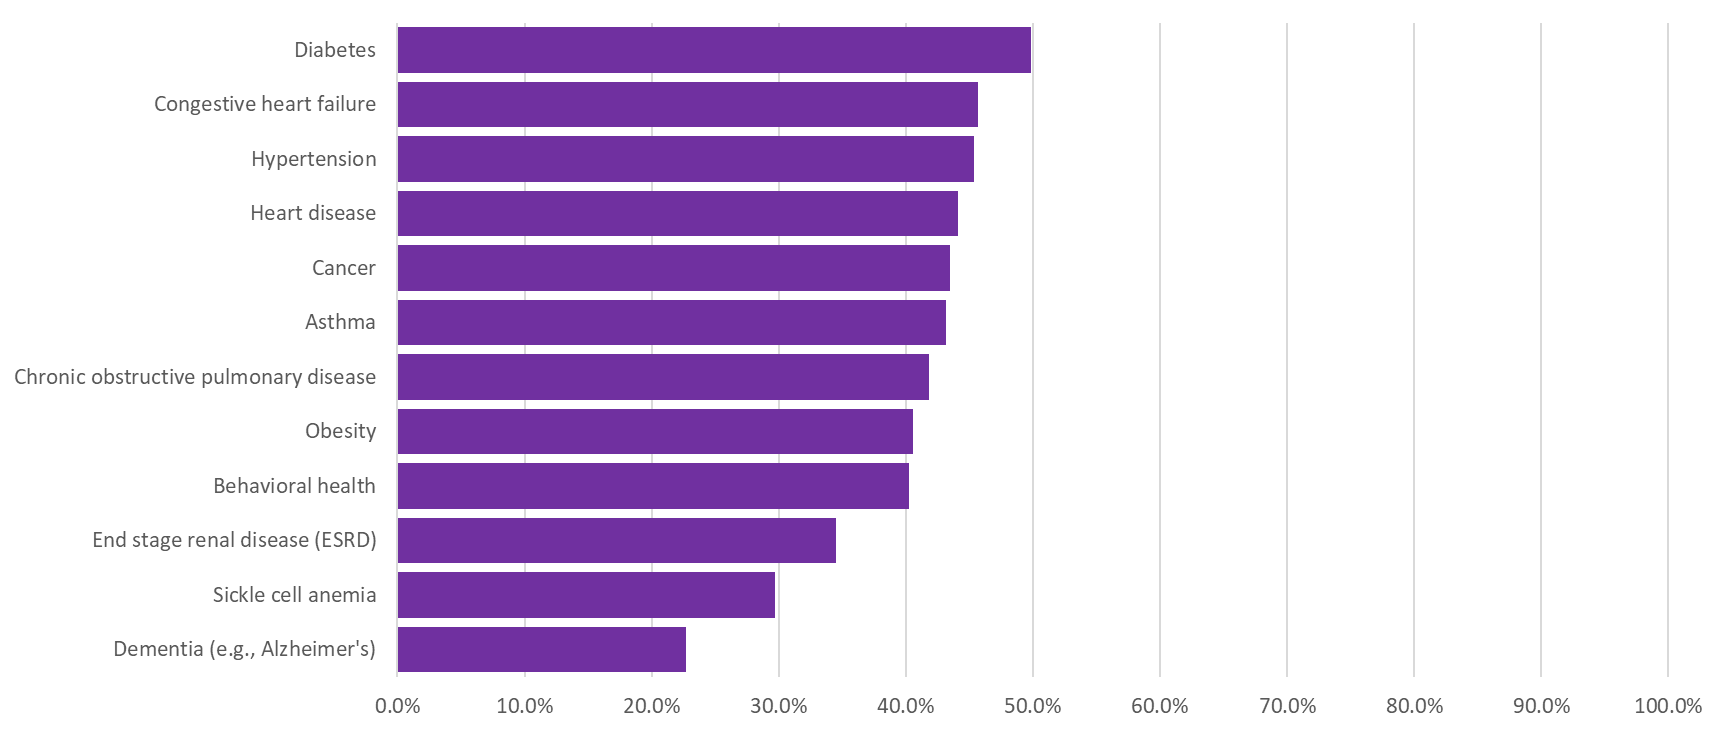 Diabetes
Congestive heart failure
Hypertension
Heart disease
Cancer
Asthma
Chronic obstructive pulmonary disease
Obesity
Behavioral health
End stage renal disease (ESRD)
Sickle cell anemia
Dementia (e.g., Alzheimer's)
0.0% 10.0% 20.0% 30.0% 40.0% 50.0% 60.0% 70.0% 80.0% 90.0% 100.0%